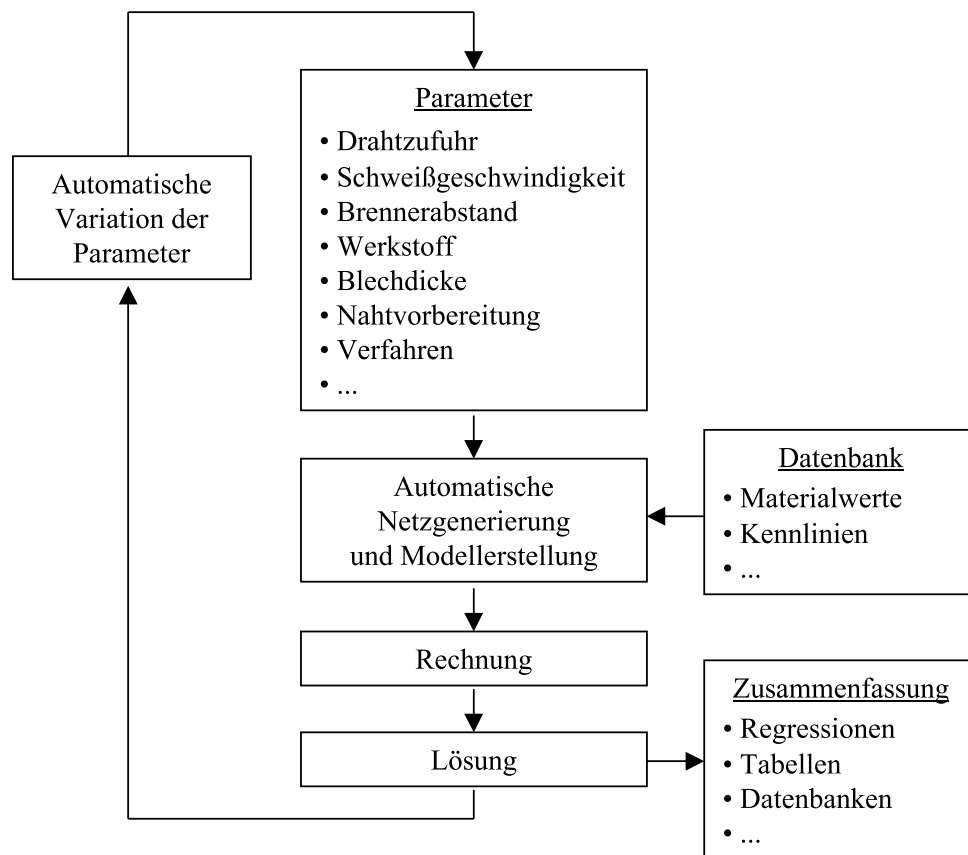 Parameter
• Drahtzufuhr
• Schweißgeschwindigkeit
• Brennerabstand
• Werkstoff
• Blechdicke
• Nahtvorbereitung
• Verfahren
• ...
Automatische
Variation der
Parameter
Automatische
Netzgenerierung
und Modellerstellung
Datenbank
• Materialwerte
• Kennlinien
• ...
Rechnung
Lösung
Zusammenfassung
• Regressionen
• Tabellen
• Datenbanken
• ...